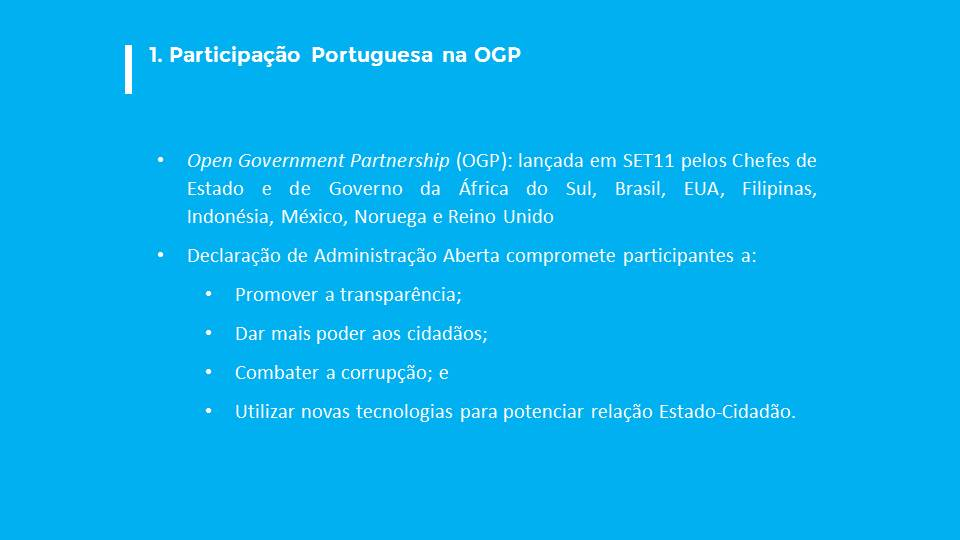 1. Participação Portuguesa na OGP
• Open Government Partnership (OGP): lançada em SET11 pelos Chefes de
Estado e de Governo da África do Sul, Brasil, EUA, Filipinas,
Indonésia, México, Noruega e Reino Unido
• Declaração de Administração Aberta compromete participantes a:
• Promover a transparência;
• Dar mais poder aos cidadãos;
• Combater a corrupção; e
• Utilizar novas tecnologias para potenciar relação Estado-Cidadão.